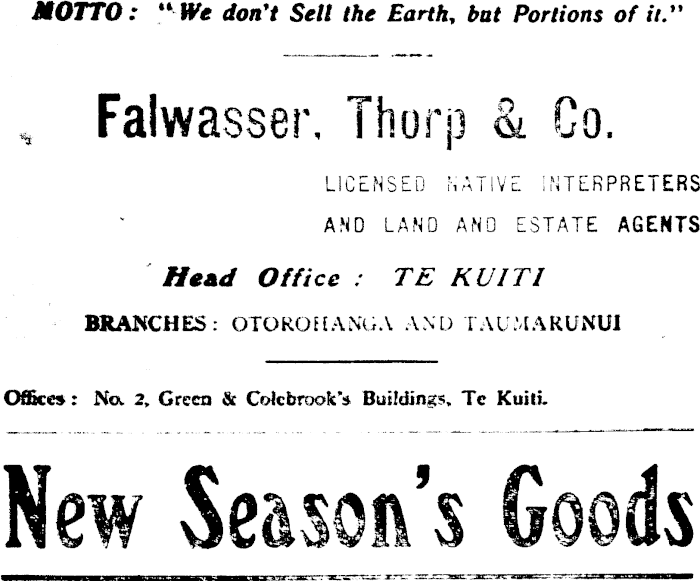 MOTTO: "We don't Sell the Earth, but Portions of it."
Falwasser, Thorp & Co.
LICENSED NATIVE INTERPRETERS
AND LAND AND ESTATE AGENTS
Head Office: TE KUITI
BRANCHES: OTOROHANGA AND TAUMARUNUI
Offices: No. 2, Green & Colebrook's Buildings, Te Kuiti.
New Season's Goods